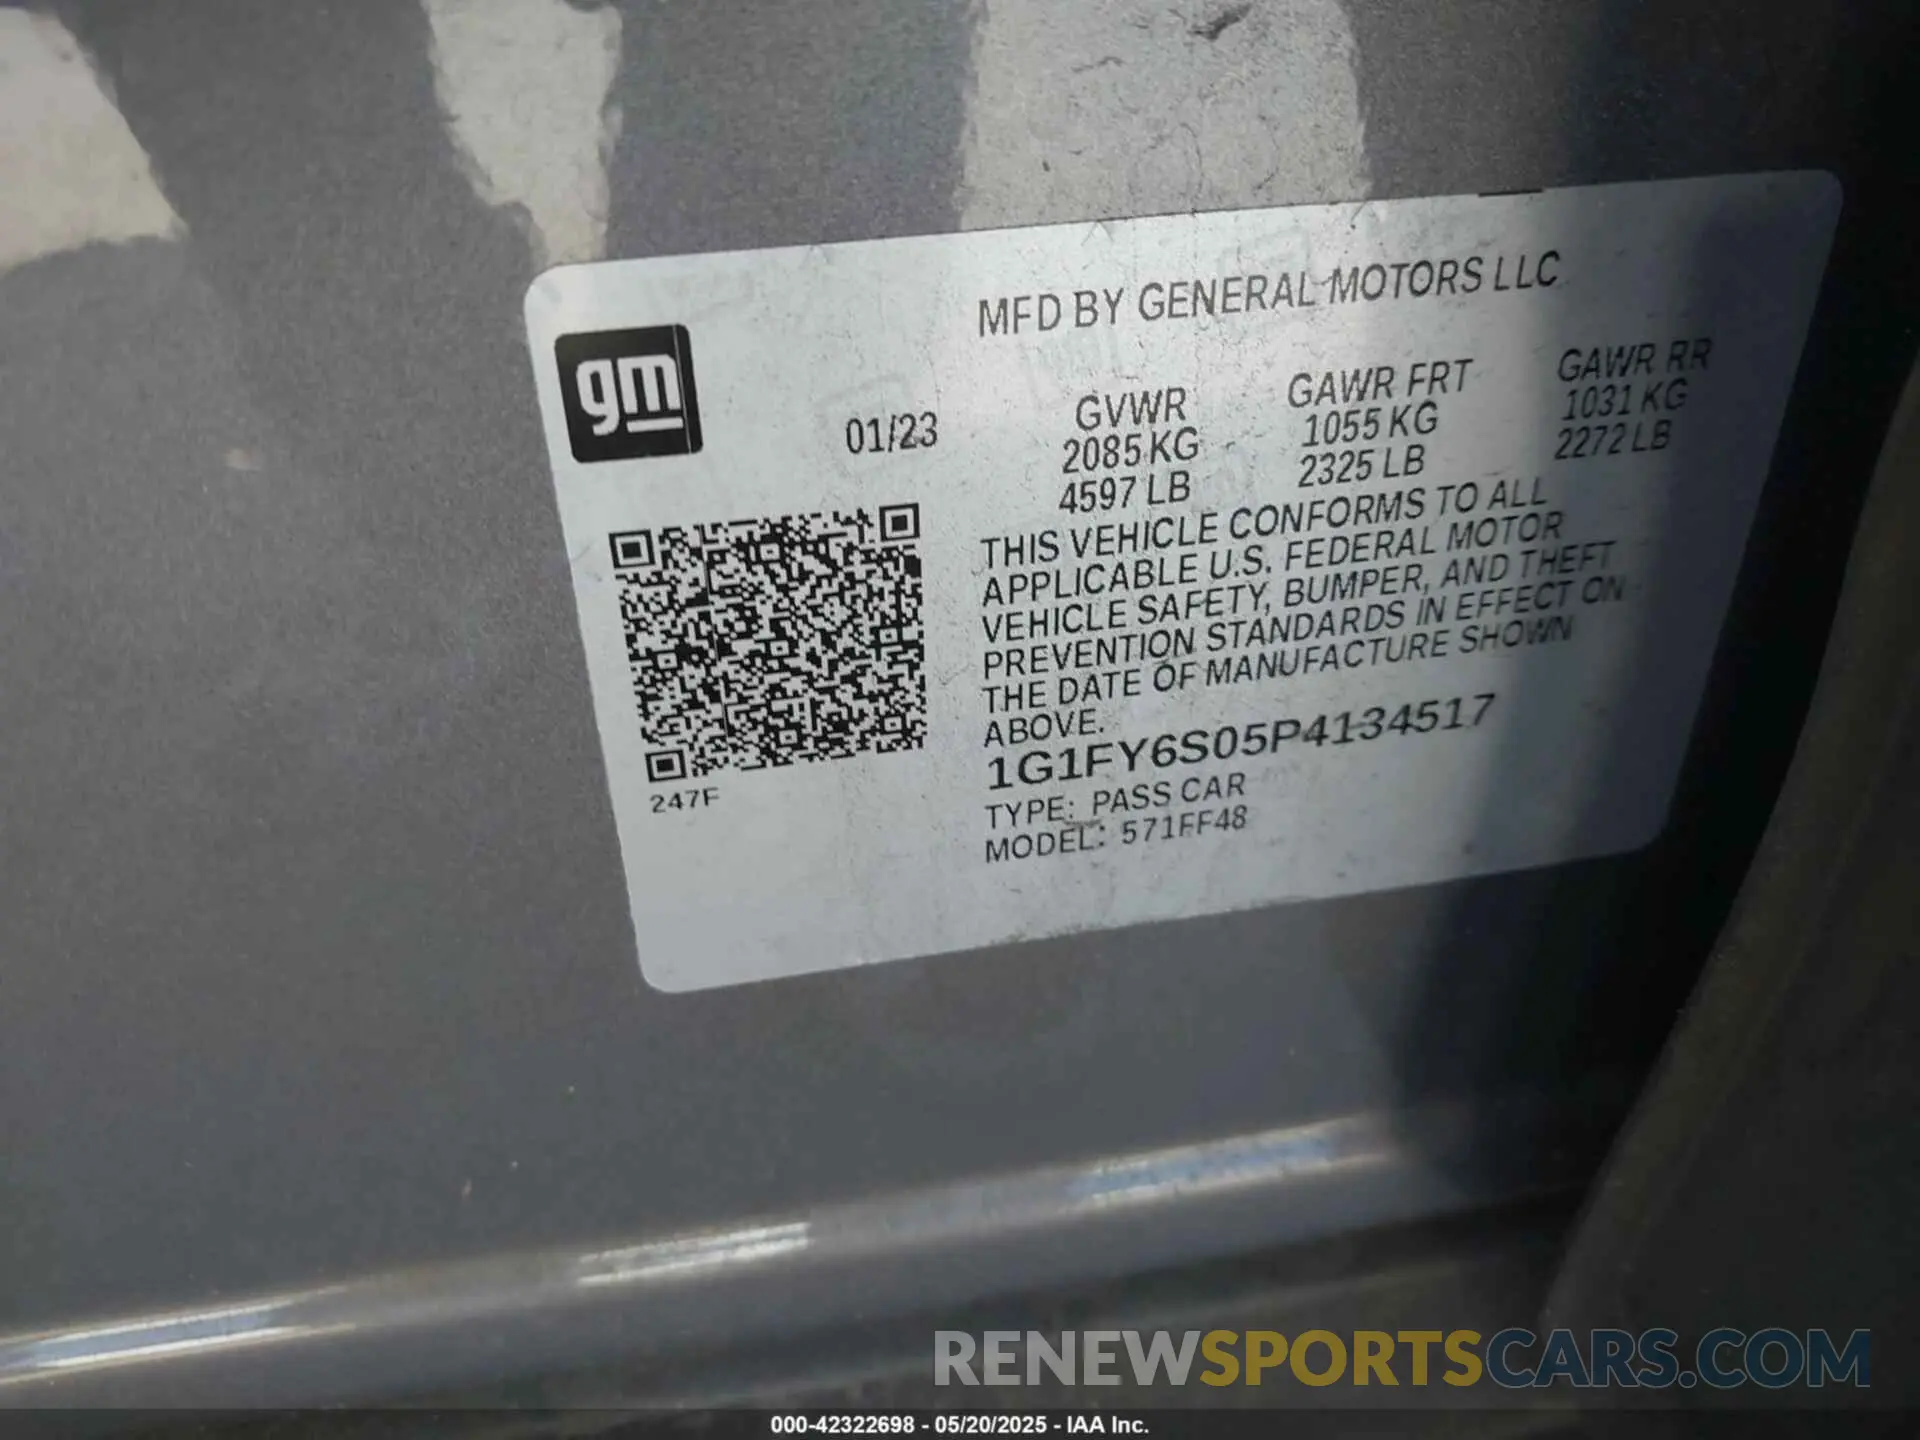 MFD BY GENERAL MOTORS LLC
gm
01/23
GVWR
2085 KG
4597 LB
GAWR FRT
1055 KG
2325 LB
GAWR RR
1031 KG
2272 LB
THIS VEHICLE CONFORMS TO ALL
APPLICABLE U.S. FEDERAL MOTOR
VEHICLE SAFETY, BUMPER, AND THEFT
PREVENTION STANDARDS IN EFFECT ON
THE DATE OF MANUFACTURE SHOWN
ABOVE.
1G1FY6S05P4134517
TYPE: PASS CAR
MODEL: 571FF48
247F
RENEWSPORTSCARS.COM
000-42322698 - 05/20/2025 - IAA Inc.